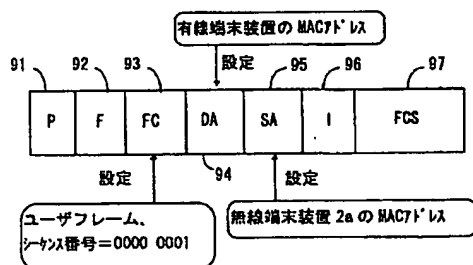 有線端末装置のMACアドレス
設定
91 92 93 95 96 97
P F FC DA SA I FCS
94
設定 設定
ユーザフレーム、
シーケンス番号=0000 0001
無線端末装置2aのMACアドレス